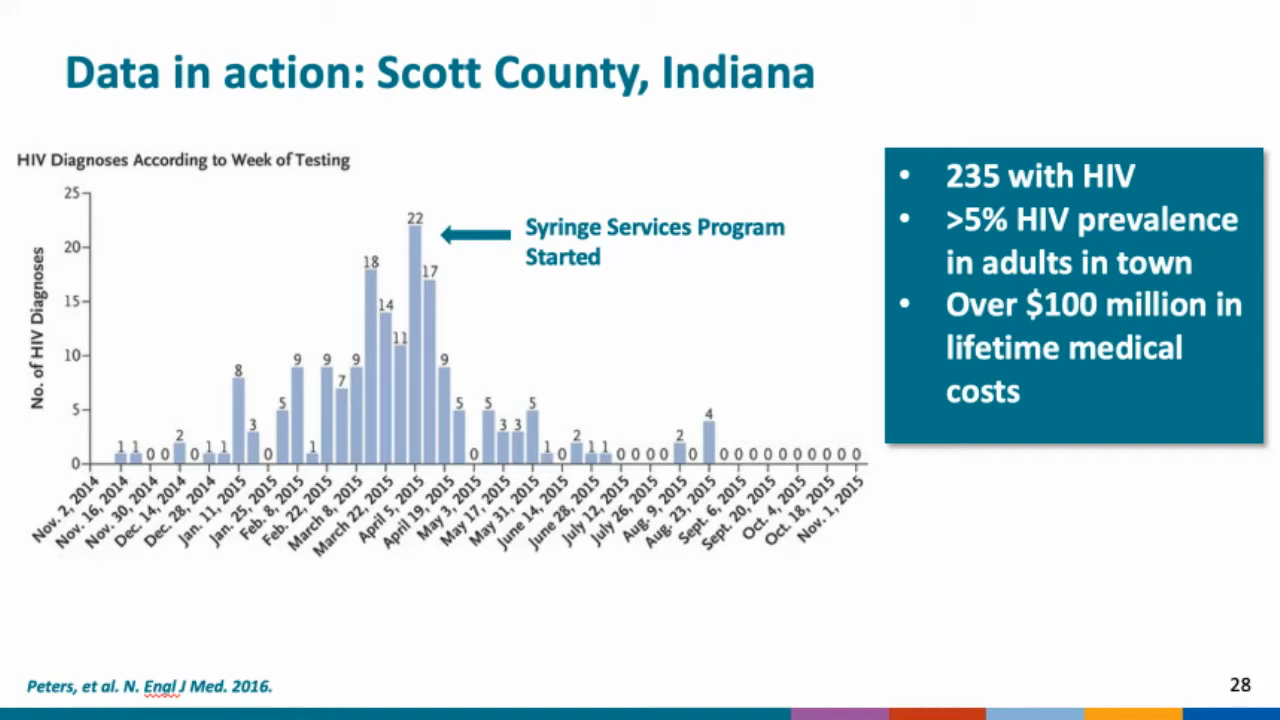 Data in action: Scott County, Indiana
HIV Diagnoses According to Week of Testing
No. of HIV Diagnoses
25
20
15
10
5
0
1 1 0 0 2 0 1 1 8 3 0 5 9 1 9 7 9 18 14 11 22 17 9 5 0 5 3 3 5 1 0 2 1 1 0 0 0 0 2 0 4 0 0 0 0 0 0 0 0 0 0
Nov. 2, 2014
Nov. 16, 2014
Nov. 30, 2014
Dec. 14, 2014
Dec. 28, 2014
Jan. 11, 2015
Jan. 25, 2015
Feb. 8, 2015
Feb. 22, 2015
March 8, 2015
March 22, 2015
April 5, 2015
April 19, 2015
May 3, 2015
May 17, 2015
May 31, 2015
June 14, 2015
June 28, 2015
July 12, 2015
July 26, 2015
Aug. 9, 2015
Aug. 23, 2015
Sept. 6, 2015
Sept. 20, 2015
Oct. 4, 2015
Oct. 18, 2015
Nov. 1, 2015
Syringe Services Program
Started
• 235 with HIV
• >5% HIV prevalence
in adults in town
• Over $100 million in
lifetime medical
costs
Peters, et al. N. Engl J Med. 2016.
28